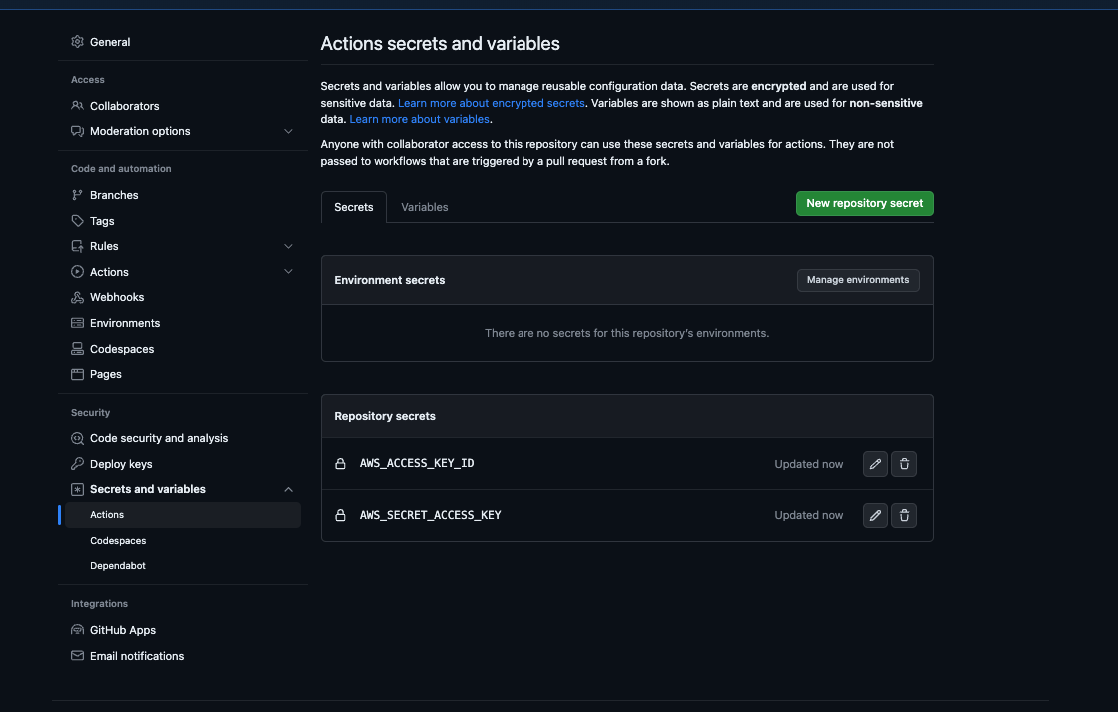 General
Access
Collaborators
Moderation options
Code and automation
Branches
Tags
Rules
Actions
Webhooks
Environments
Codespaces
Pages
Security
Code security and analysis
Deploy keys
Secrets and variables
Actions
Codespaces
Dependabot
Integrations
GitHub Apps
Email notifications
Actions secrets and variables
Secrets and variables allow you to manage reusable configuration data. Secrets are encrypted and are used for
sensitive data. Learn more about encrypted secrets. Variables are shown as plain text and are used for non-sensitive
data. Learn more about variables.
Anyone with collaborator access to this repository can use these secrets and variables for actions. They are not
passed to workflows that are triggered by a pull request from a fork.
Secrets
Variables
New repository secret
Environment secrets
Manage environments
There are no secrets for this repository's environments.
Repository secrets
AWS_ACCESS_KEY_ID
Updated now
AWS_SECRET_ACCESS_KEY
Updated now